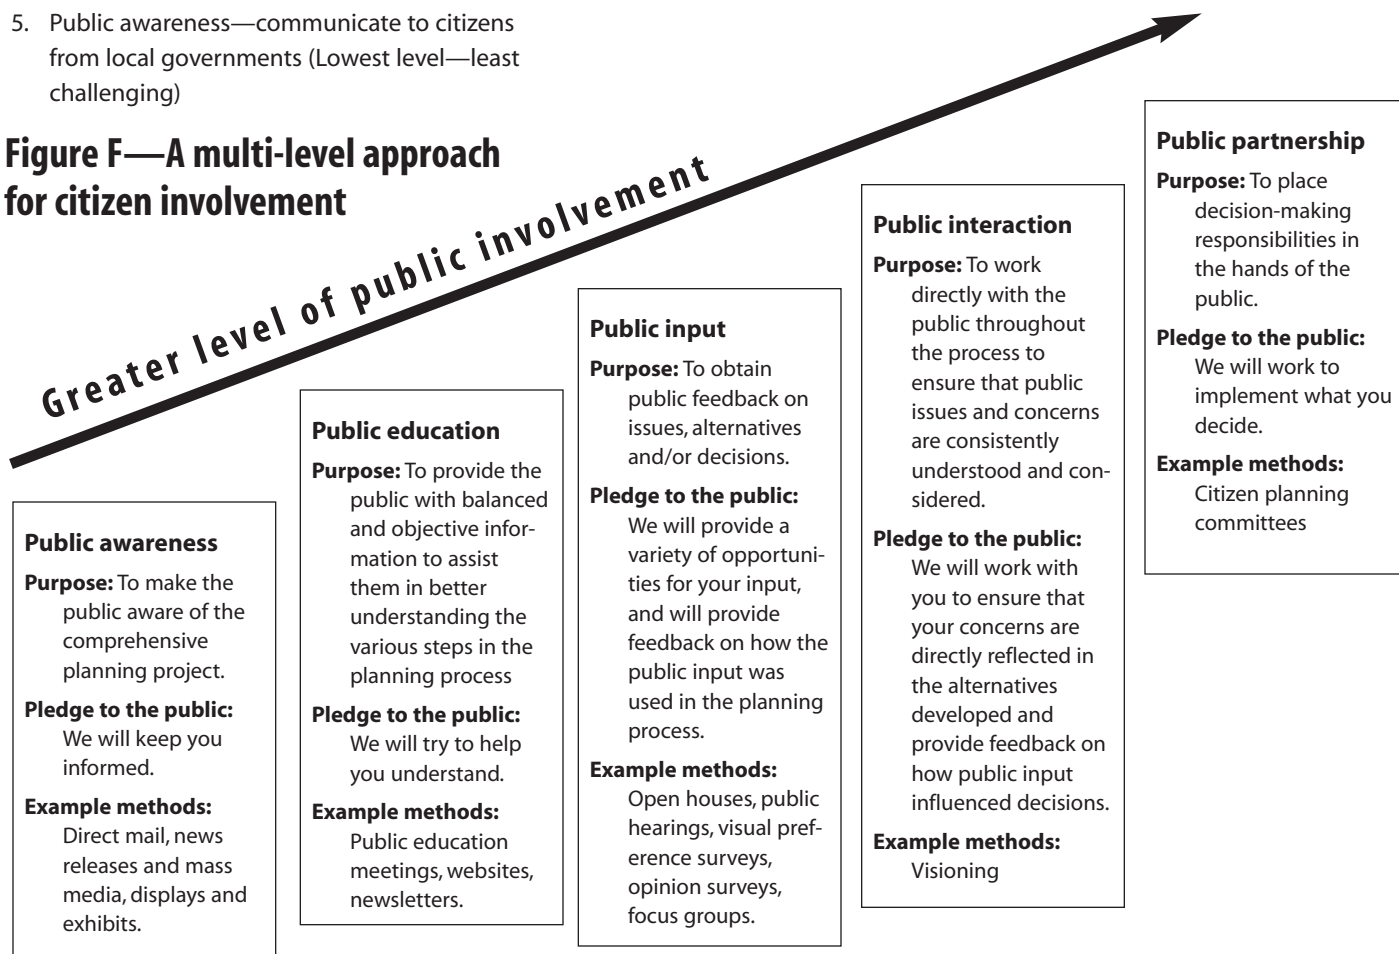 5. Public awareness—communicate to citizens
from local governments (Lowest level—least
challenging)
Figure F—A multi-level approach
for citizen involvement
Greater level of public involvement
Public awareness
Purpose: To make the
public aware of the
comprehensive
planning project.
Pledge to the public:
We will keep you
informed.
Example methods:
Direct mail, news
releases and mass
media, displays and
exhibits.
Public education
Purpose: To provide the
public with balanced
and objective infor-
mation to assist
them in better
understanding the
various steps in the
planning process
Pledge to the public:
We will try to help
you understand.
Example methods:
Public education
meetings, websites,
newsletters.
Public input
Purpose: To obtain
public feedback on
issues, alternatives
and/or decisions.
Pledge to the public:
We will provide a
variety of opportuni-
ties for your input,
and will provide
feedback on how the
public input was
used in the planning
process.
Example methods:
Open houses, public
hearings, visual pref-
erence surveys,
opinion surveys,
focus groups.
Public interaction
Purpose: To work
directly with the
public throughout
the process to
ensure that public
issues and concerns
are consistently
understood and con-
sidered.
Pledge to the public:
We will work with
you to ensure that
your concerns are
directly reflected in
the alternatives
developed and
provide feedback on
how public input
influenced decisions.
Example methods:
Visioning
Public partnership
Purpose: To place
decision-making
responsibilities in
the hands of the
public.
Pledge to the public:
We will work to
implement what you
decide.
Example methods:
Citizen planning
committees